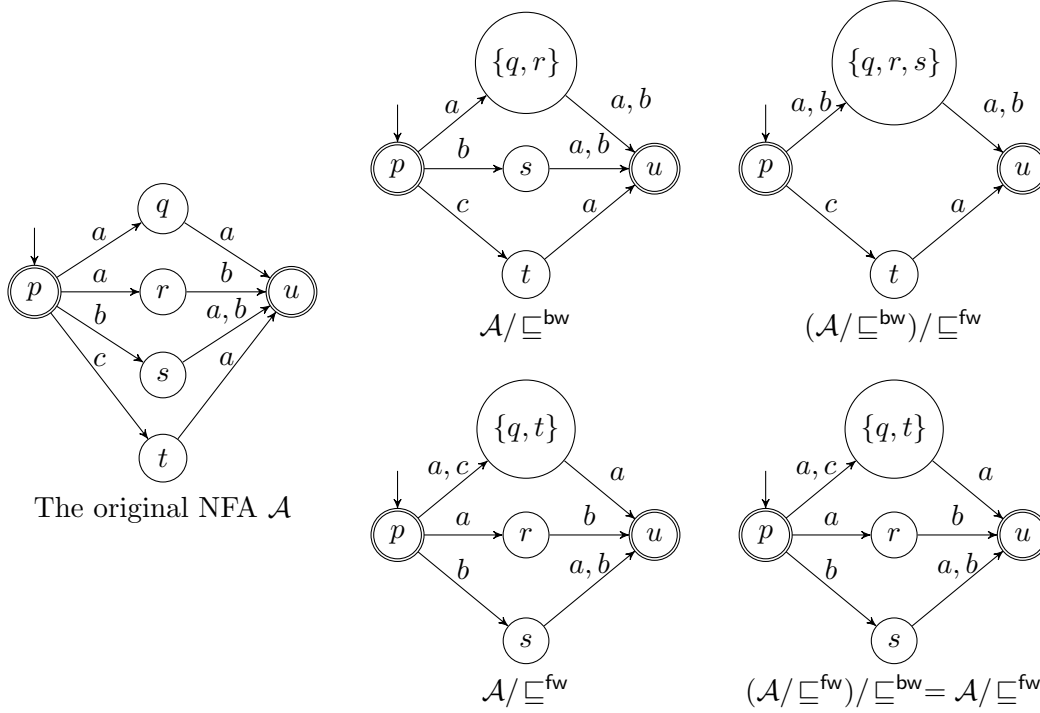 p
q
r
s
t
u
a
a
b
c
a
b
a, b
a
The original NFA 𝒜
{q, r}
p
s
u
t
a
b
c
a, b
a, b
a
𝒜/ ⊑^bw
{q, r, s}
p
u
t
a, b
c
a, b
a
(𝒜/ ⊑^bw)/ ⊑^fw
{q, t}
p
r
u
s
a, c
a
b
a
b
a, b
𝒜/ ⊑^fw
{q, t}
p
r
u
s
a, c
a
b
a
b
a, b
(𝒜/ ⊑^fw)/ ⊑^bw= 𝒜/ ⊑^fw